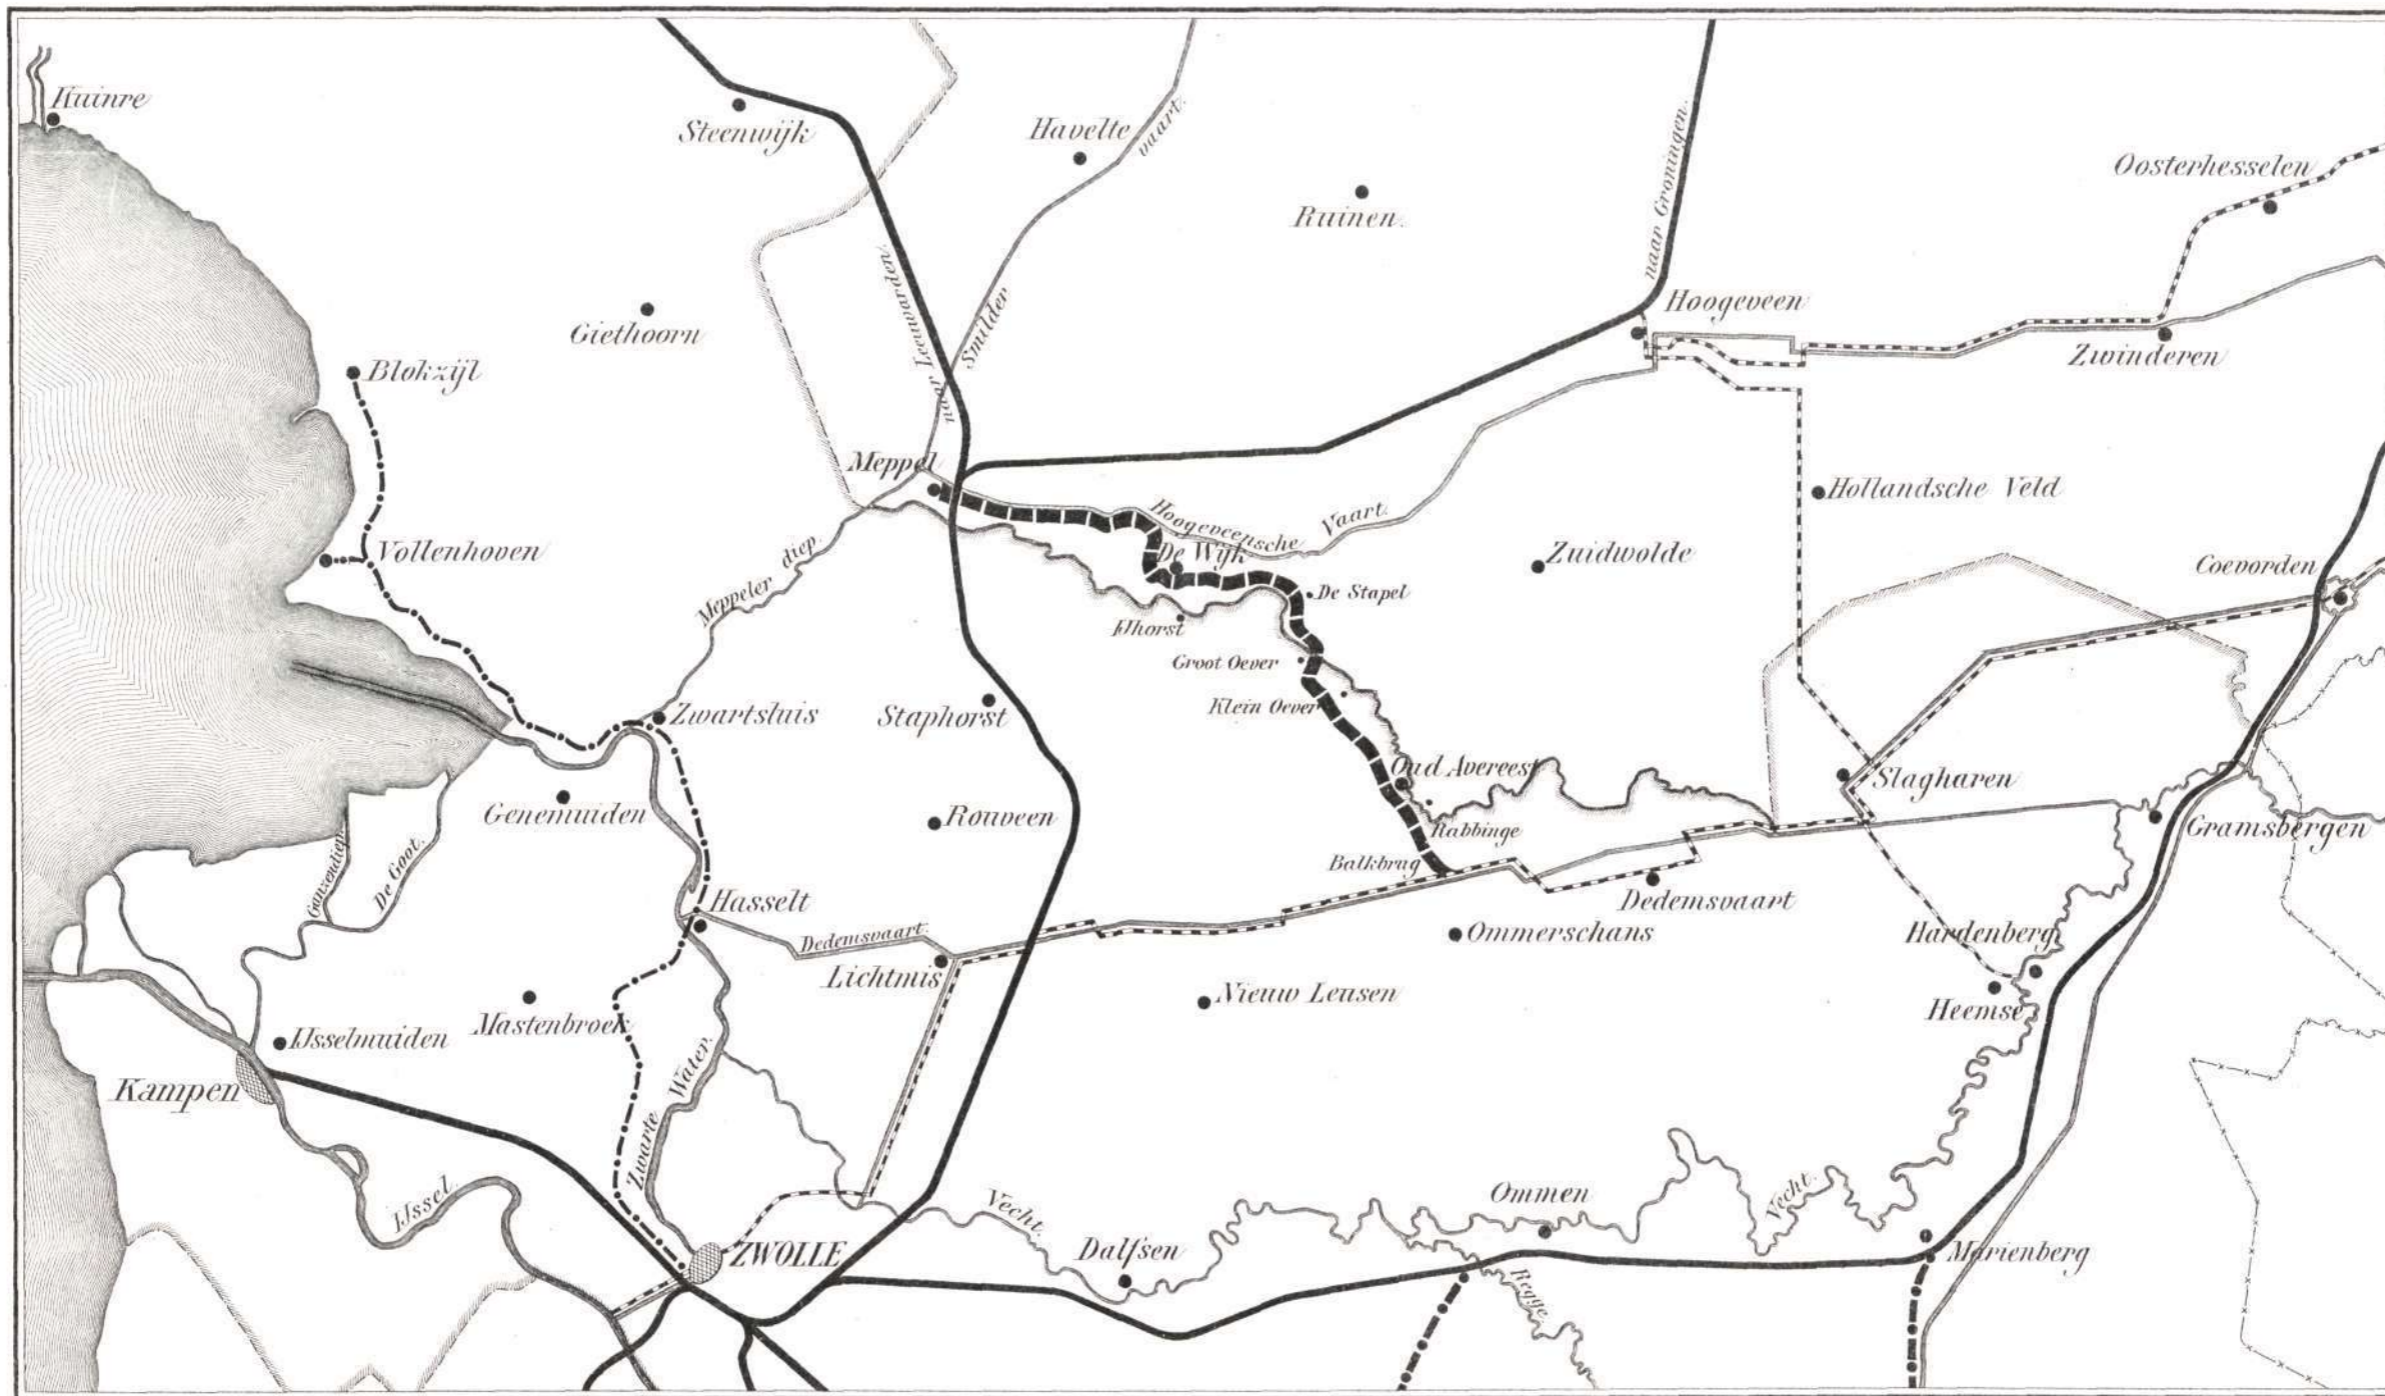 Kuinre
Steenwijk
Havelte
vaart.
Smilder
Ruinen.
naar Groningen.
Oosterhesselen
naar Leeuwarden.
Giethoorn
Hoogeveen
Zwinderen
Blokzijl
Meppel
Hollandsche Veld
Hoogeveensche Vaart.
Vollenhoven
De Wijk
Zuidwolde
Coevorden
Meppeler diep.
De Stapel
IJhorst
Groot Oever
Klein Oever
Zwartsluis
Staphorst
Oud Avereest
Slagharen
Genemuiden
Rouveen
Rabbinge
Gramsbergen
Ganzendiep
De Goot.
Balkbrug
Dedemsvaart
Hasselt
Dedemsvaart.
Ommerschans
Hardenberg
Lichtmis
Nieuw Leusen
Heemse
Mastenbroek
IJsselmuiden
Kampen
Zwarte Water.
IJssel.
Vecht.
Ommen
Vecht.
ZWOLLE
Dalfsen
Marienberg
Regge.